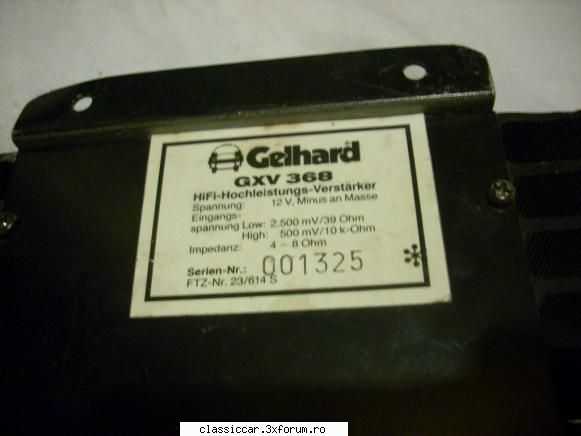 Gelhard
GXV 368
HiFi-Hochleistungs-Verstärker
Spannung: 12 V, Minus an Masse
Eingangs-
spannung Low: 2.500 mV/39 Ohm
High: 500 mV/10 k-Ohm
Impedanz: 4 – 8 Ohm
Serien-Nr.: 001325
FTZ-Nr. 23/614 S
classiccar.3xforum.ro